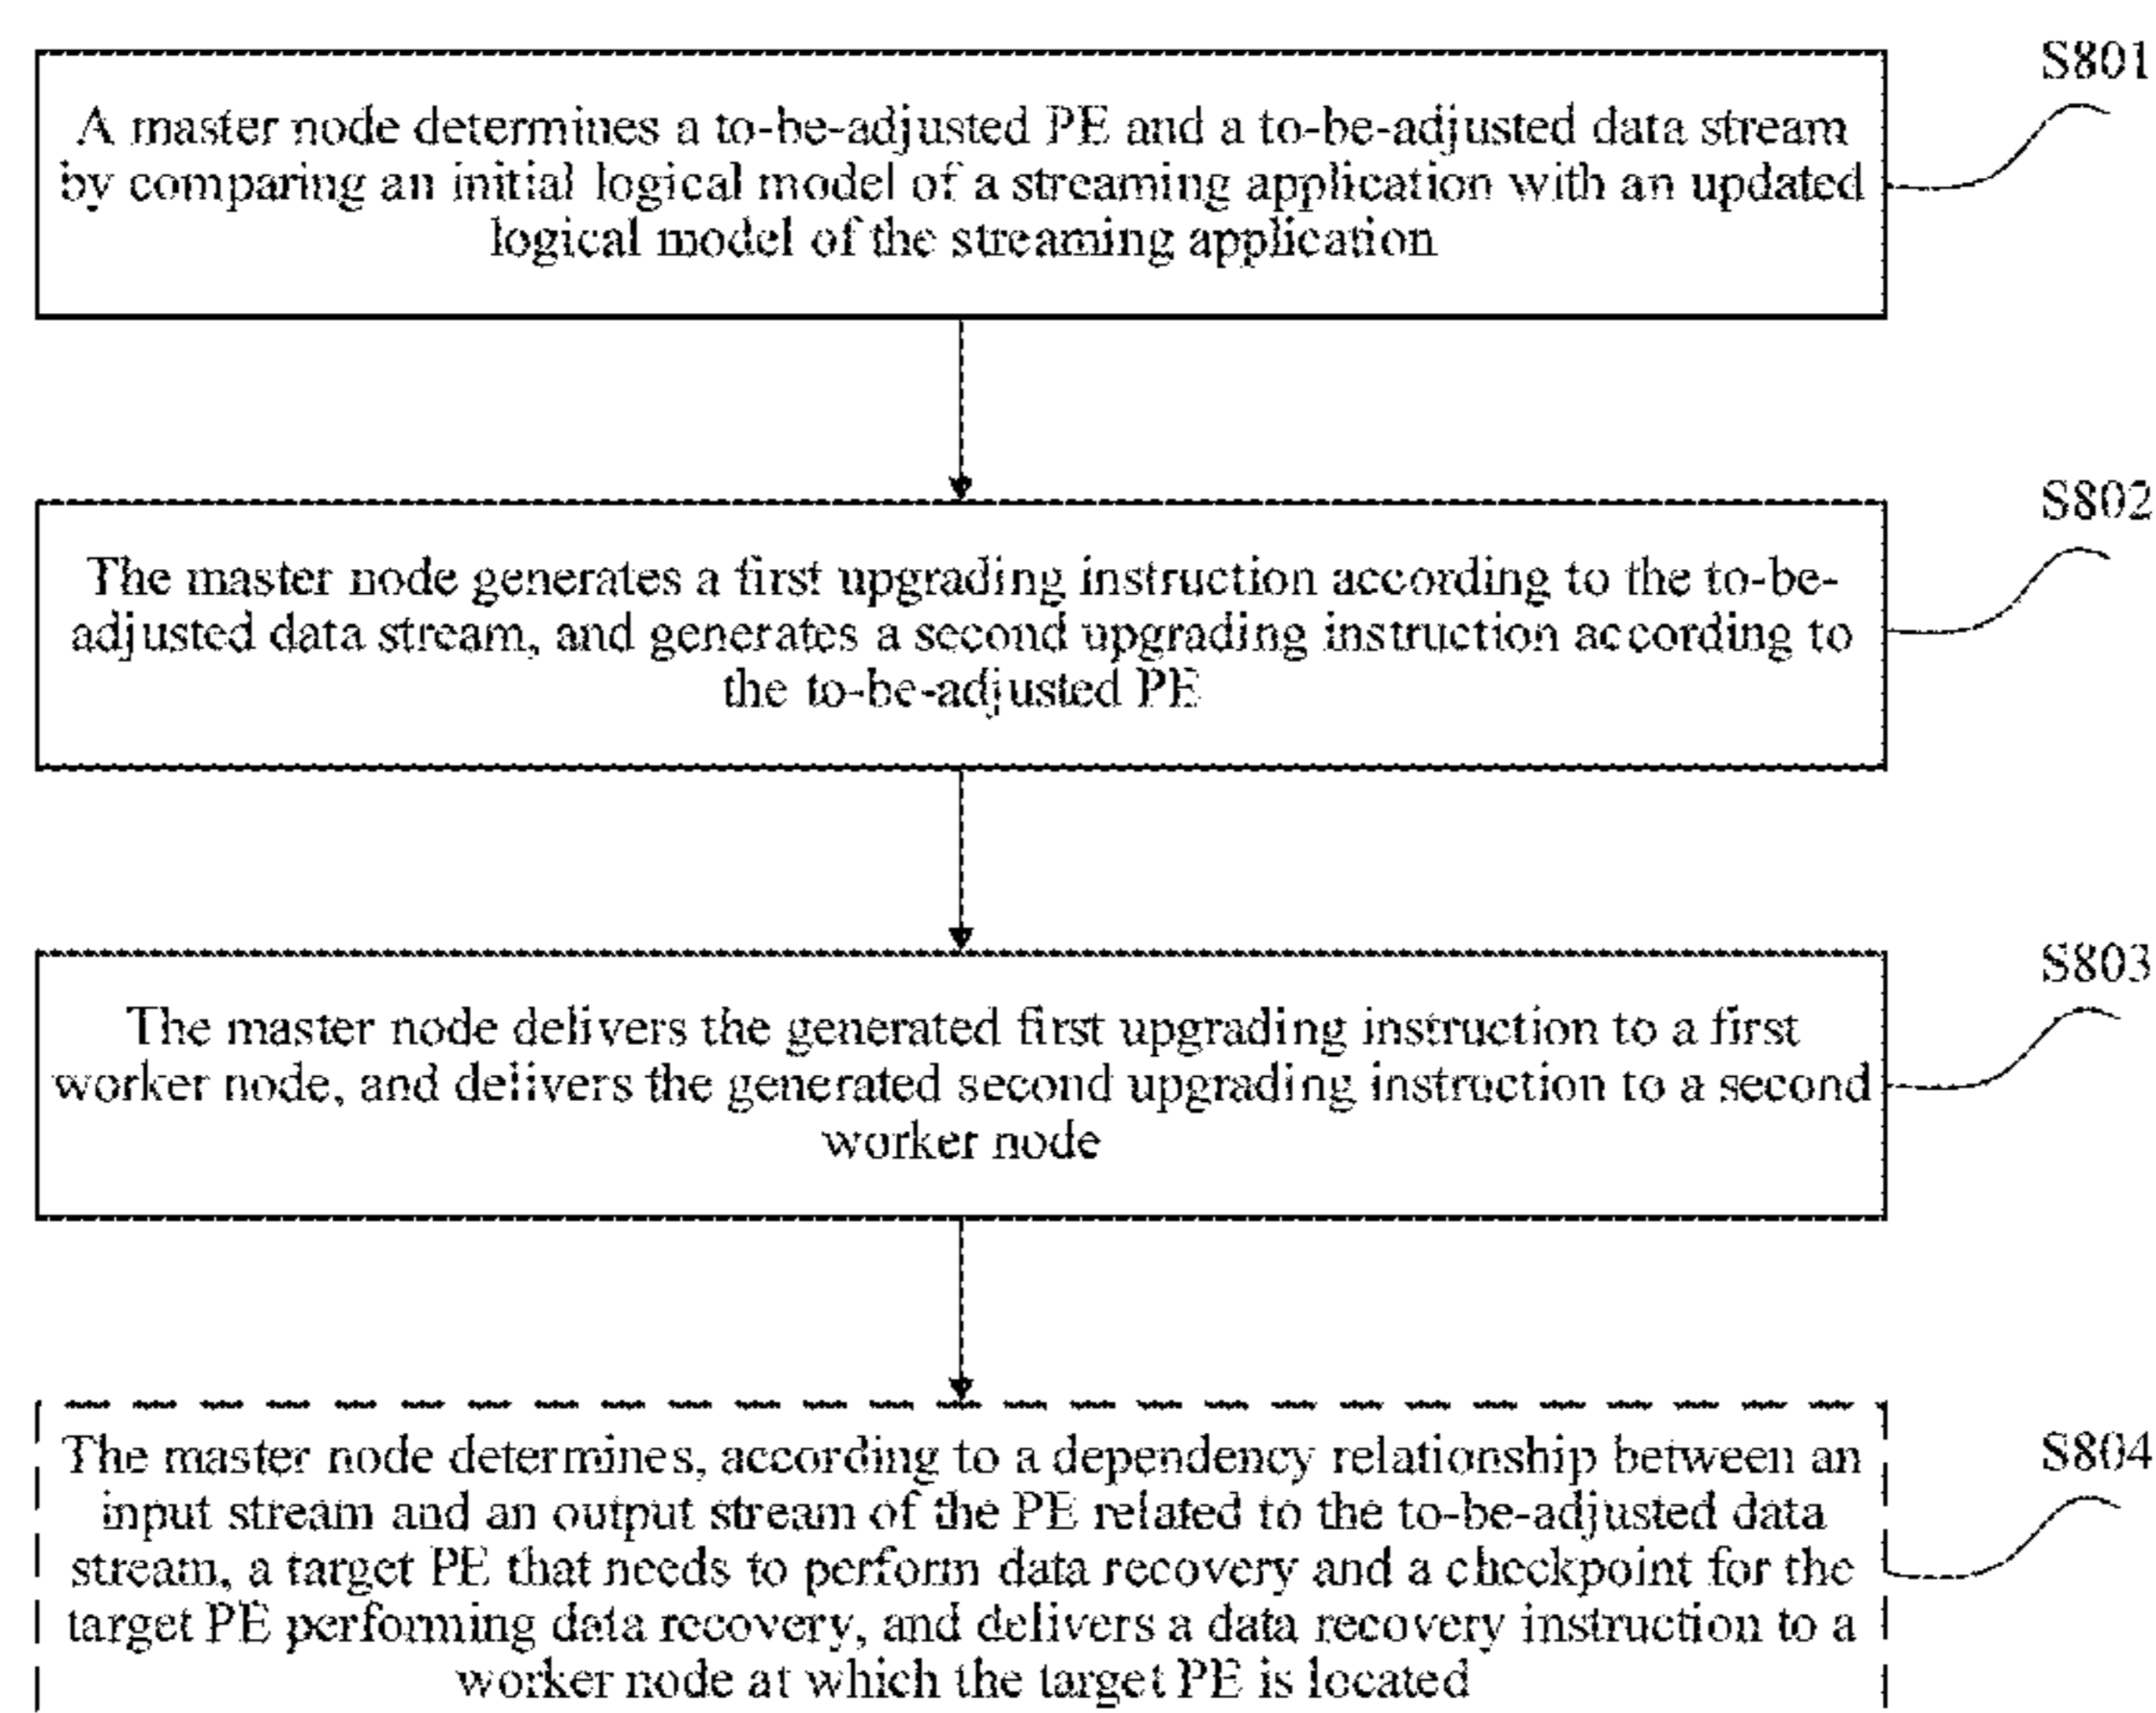 S801
A master node determines a to-be-adjusted PE and a to-be-adjusted data stream
by comparing an initial logical model of a streaming application with an updated
logical model of the streaming application
S802
The master node generates a first upgrading instruction according to the to-be-
adjusted data stream, and generates a second upgrading instruction according to
the to-be-adjusted PE
S803
The master node delivers the generated first upgrading instruction to a first
worker node, and delivers the generated second upgrading instruction to a second
worker node
S804
The master node determines, according to a dependency relationship between an
input stream and an output stream of the PE related to the to-be-adjusted data
stream, a target PE that needs to perform data recovery and a checkpoint for the
target PE performing data recovery, and delivers a data recovery instruction to a
worker node at which the target PE is located